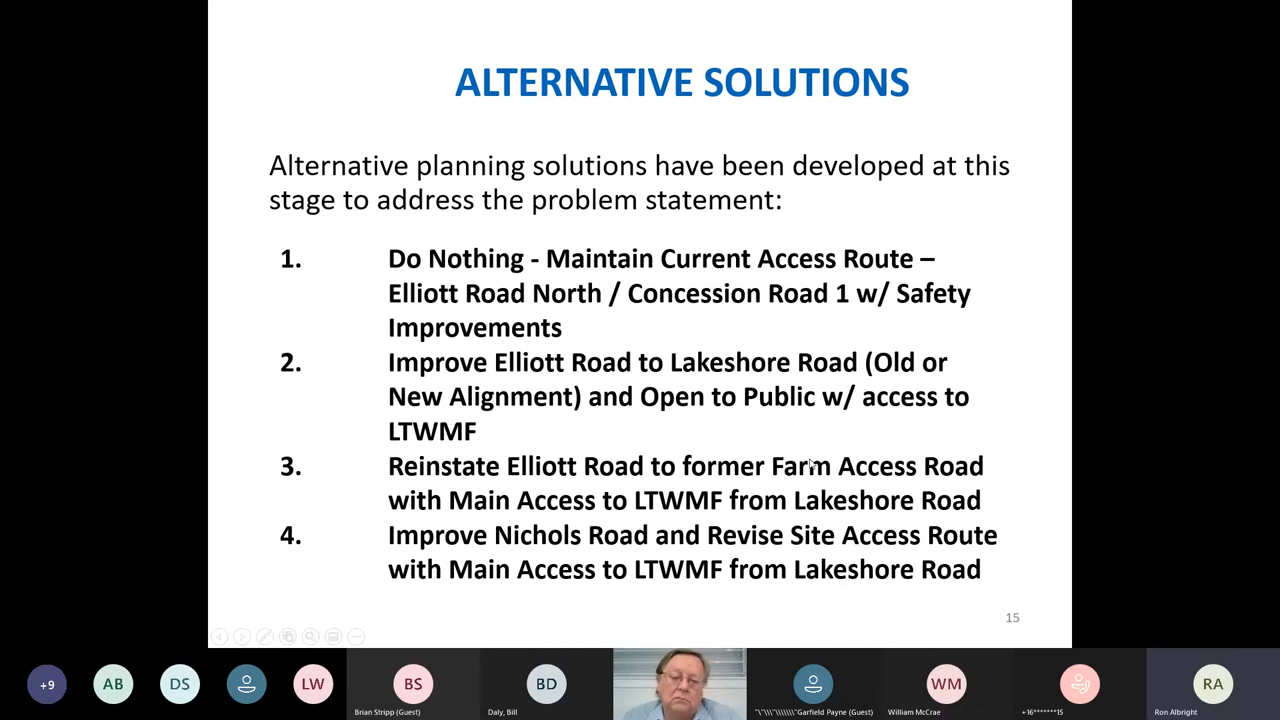 ALTERNATIVE SOLUTIONS
Alternative planning solutions have been developed at this
stage to address the problem statement:
1. Do Nothing - Maintain Current Access Route –
Elliott Road North / Concession Road 1 w/ Safety
Improvements
2. Improve Elliott Road to Lakeshore Road (Old or
New Alignment) and Open to Public w/ access to
LTWMF
3. Reinstate Elliott Road to former Farm Access Road
with Main Access to LTWMF from Lakeshore Road
4. Improve Nichols Road and Revise Site Access Route
with Main Access to LTWMF from Lakeshore Road
15
+9 AB DS LW BS BD WM RA
Brian Stripp (Guest) Daly, Bill "\"\\\"\\\\\\\"Garfield Payne (Guest) William McCrae +16*******15 Ron Albright